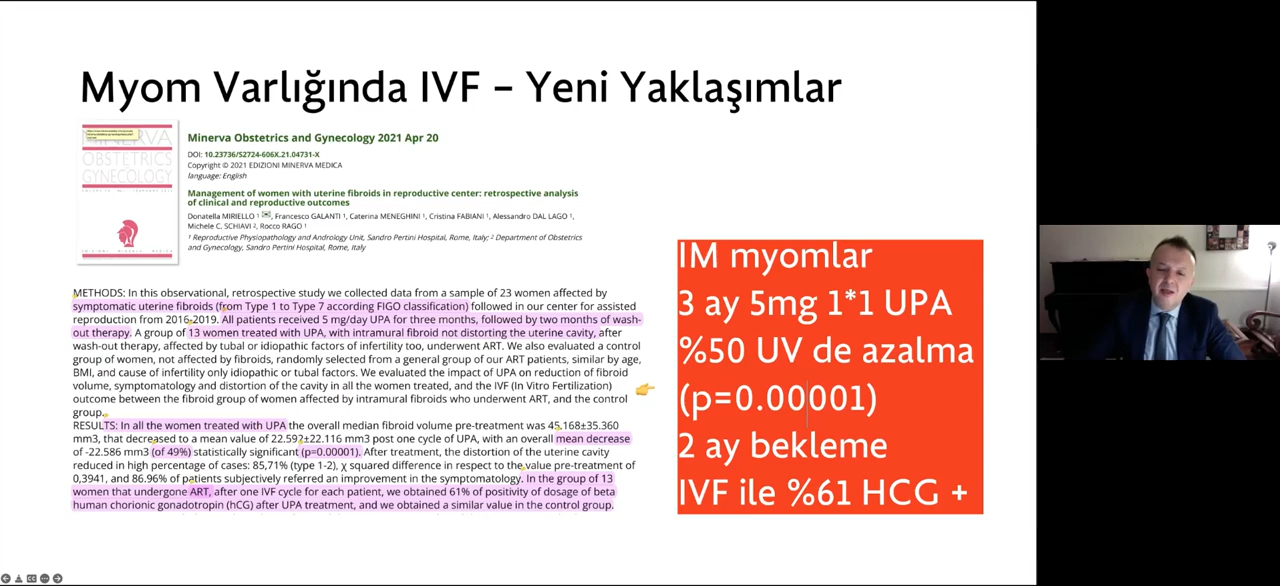 Myom Varlığında IVF – Yeni Yaklaşımlar
MINERVA
OBSTETRICS
GYNECOLOGY
Minerva Obstetrics and Gynecology 2021 Apr 20
DOI: 10.23736/S2724-606X.21.04731-X
Copyright © 2021 EDIZIONI MINERVA MEDICA
language: English
Management of women with uterine fibroids in reproductive center: retrospective analysis
of clinical and reproductive outcomes
Donatella MIRIELLO 1 ✉, Francesco GALANTI 1, Caterina MENEGHINI 1, Cristina FABIANI 1, Alessandro DAL LAGO 1,
Michele C. SCHIAVI 2, Rocco RAGO 1
1 Reproductive Physiopathology and Andrology Unit, Sandro Pertini Hospital, Rome, Italy; 2 Department of Obstetrics
and Gynecology, Sandro Pertini Hospital, Rome, Italy
METHODS: In this observational, retrospective study we collected data from a sample of 23 women affected by
symptomatic uterine fibroids (from Type 1 to Type 7 according FIGO classification) followed in our center for assisted
reproduction from 2016-2019. All patients received 5 mg/day UPA for three months, followed by two months of wash-
out therapy. A group of 13 women treated with UPA, with intramural fibroid not distorting the uterine cavity, after
wash-out therapy, affected by tubal or idiopathic factors of infertility too, underwent ART. We also evaluated a control
group of women, not affected by fibroids, randomly selected from a general group of our ART patients, similar by age,
BMI, and cause of infertility only idiopathic or tubal factors. We evaluated the impact of UPA on reduction of fibroid
volume, symptomatology and distortion of the cavity in all the women treated, and the IVF (In Vitro Fertilization)
outcome between the fibroid group of women affected by intramural fibroids who underwent ART, and the control
group.
RESULTS: In all the women treated with UPA the overall median fibroid volume pre-treatment was 45.168±35.360
mm3, that decreased to a mean value of 22.592±22.116 mm3 post one cycle of UPA, with an overall mean decrease
of -22.586 mm3 (of 49%) statistically significant (p=0.00001). After treatment, the distortion of the uterine cavity
reduced in high percentage of cases: 85,71% (type 1-2), χ squared difference in respect to the value pre-treatment of
0,3941, and 86.96% of patients subjectively referred an improvement in the symptomatology. In the group of 13
women that undergone ART, after one IVF cycle for each patient, we obtained 61% of positivity of dosage of beta
human chorionic gonadotropin (hCG) after UPA treatment, and we obtained a similar value in the control group.
IM myomlar
3 ay 5mg 1*1 UPA
%50 UV de azalma
(p=0.00001)
2 ay bekleme
IVF ile %61 HCG +